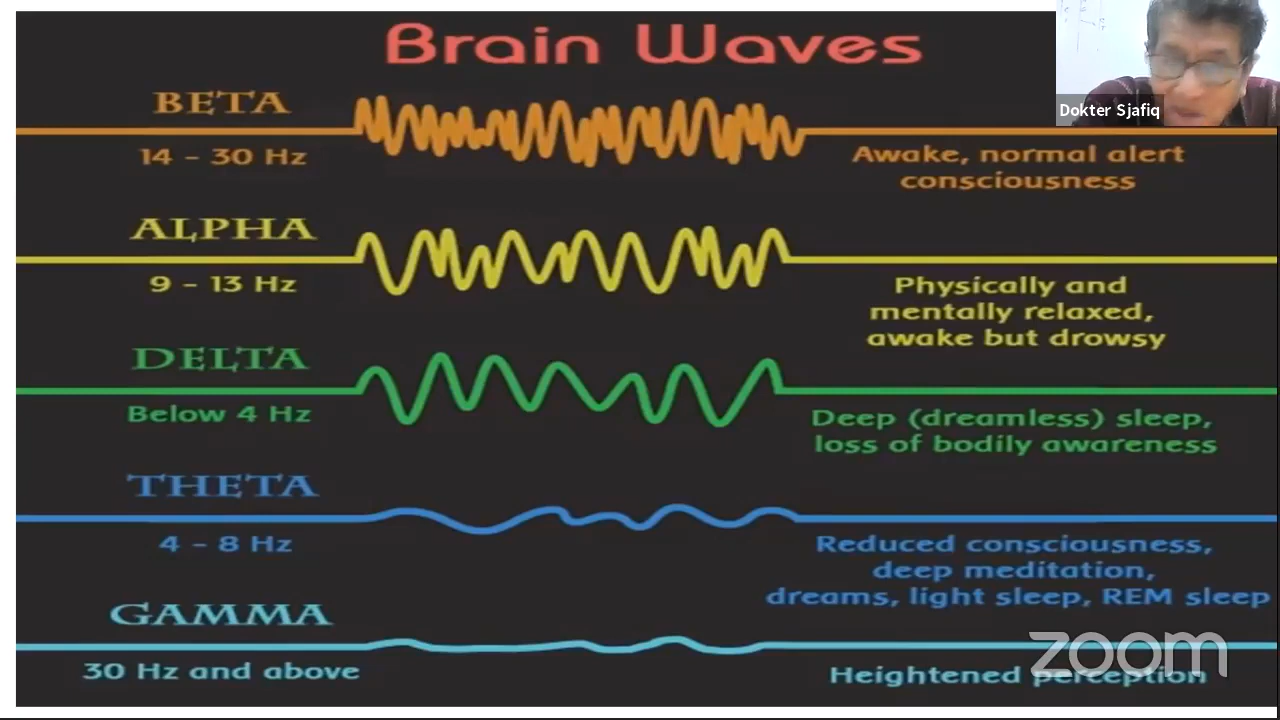 Brain Waves
Dokter Sjafiq
BETA
14 - 30 Hz
Awake, normal alert
consciousness
ALPHA
9 - 13 Hz
Physically and
mentally relaxed,
awake but drowsy
DELTA
Below 4 Hz
Deep (dreamless) sleep,
loss of bodily awareness
THETA
4 - 8 Hz
Reduced consciousness,
deep meditation,
dreams, light sleep, REM sleep
GAMMA
30 Hz and above
Heightened perception
zoom